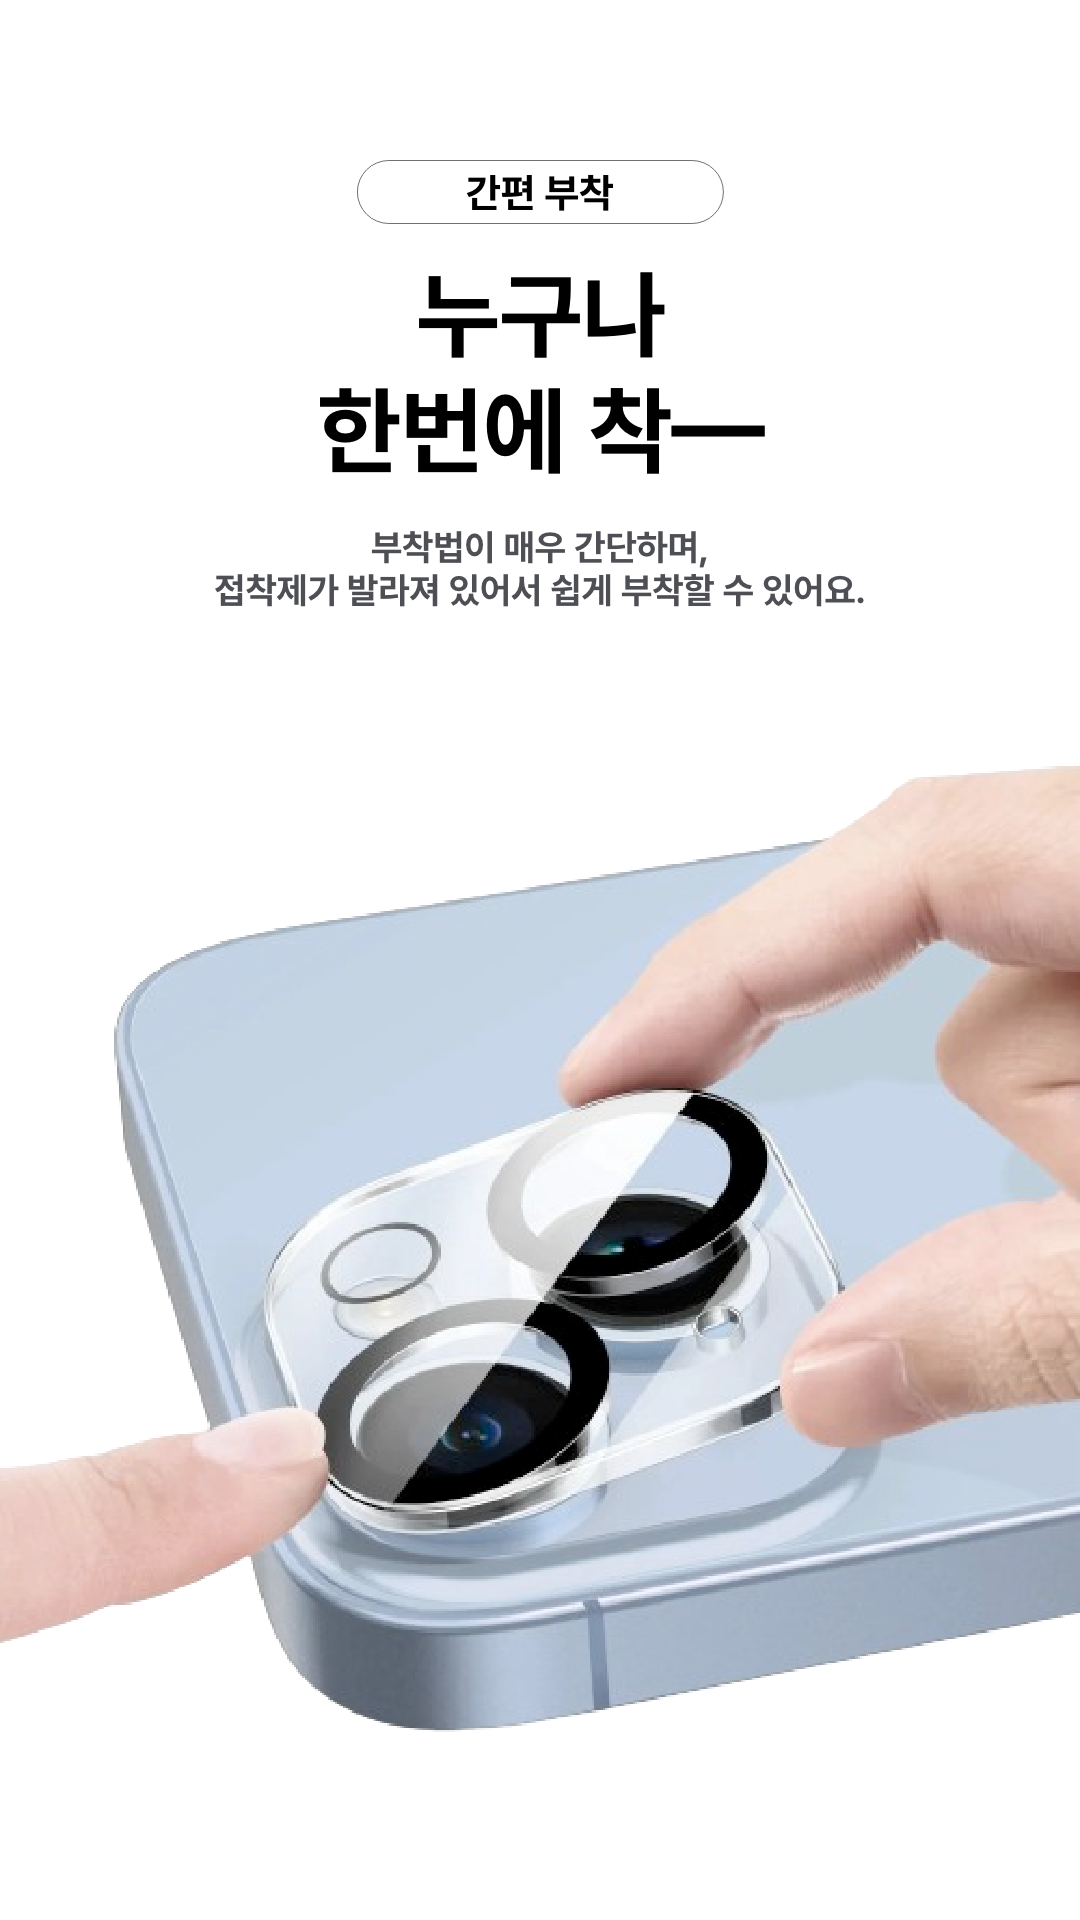 간편 부착
누구나
한번에 착—
부착법이 매우 간단하며,
접착제가 발라져 있어서 쉽게 부착할 수 있어요.